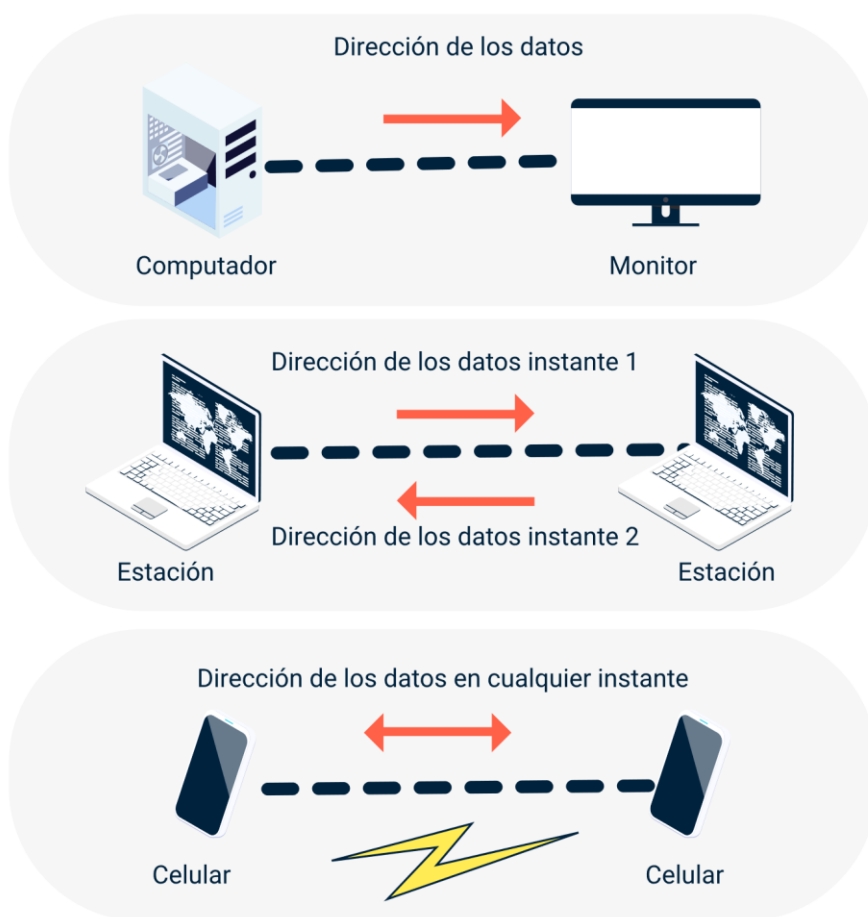 Dirección de los datos
Computador
Monitor
Dirección de los datos instante 1
Dirección de los datos instante 2
Estación
Estación
Dirección de los datos en cualquier instante
Celular
Celular